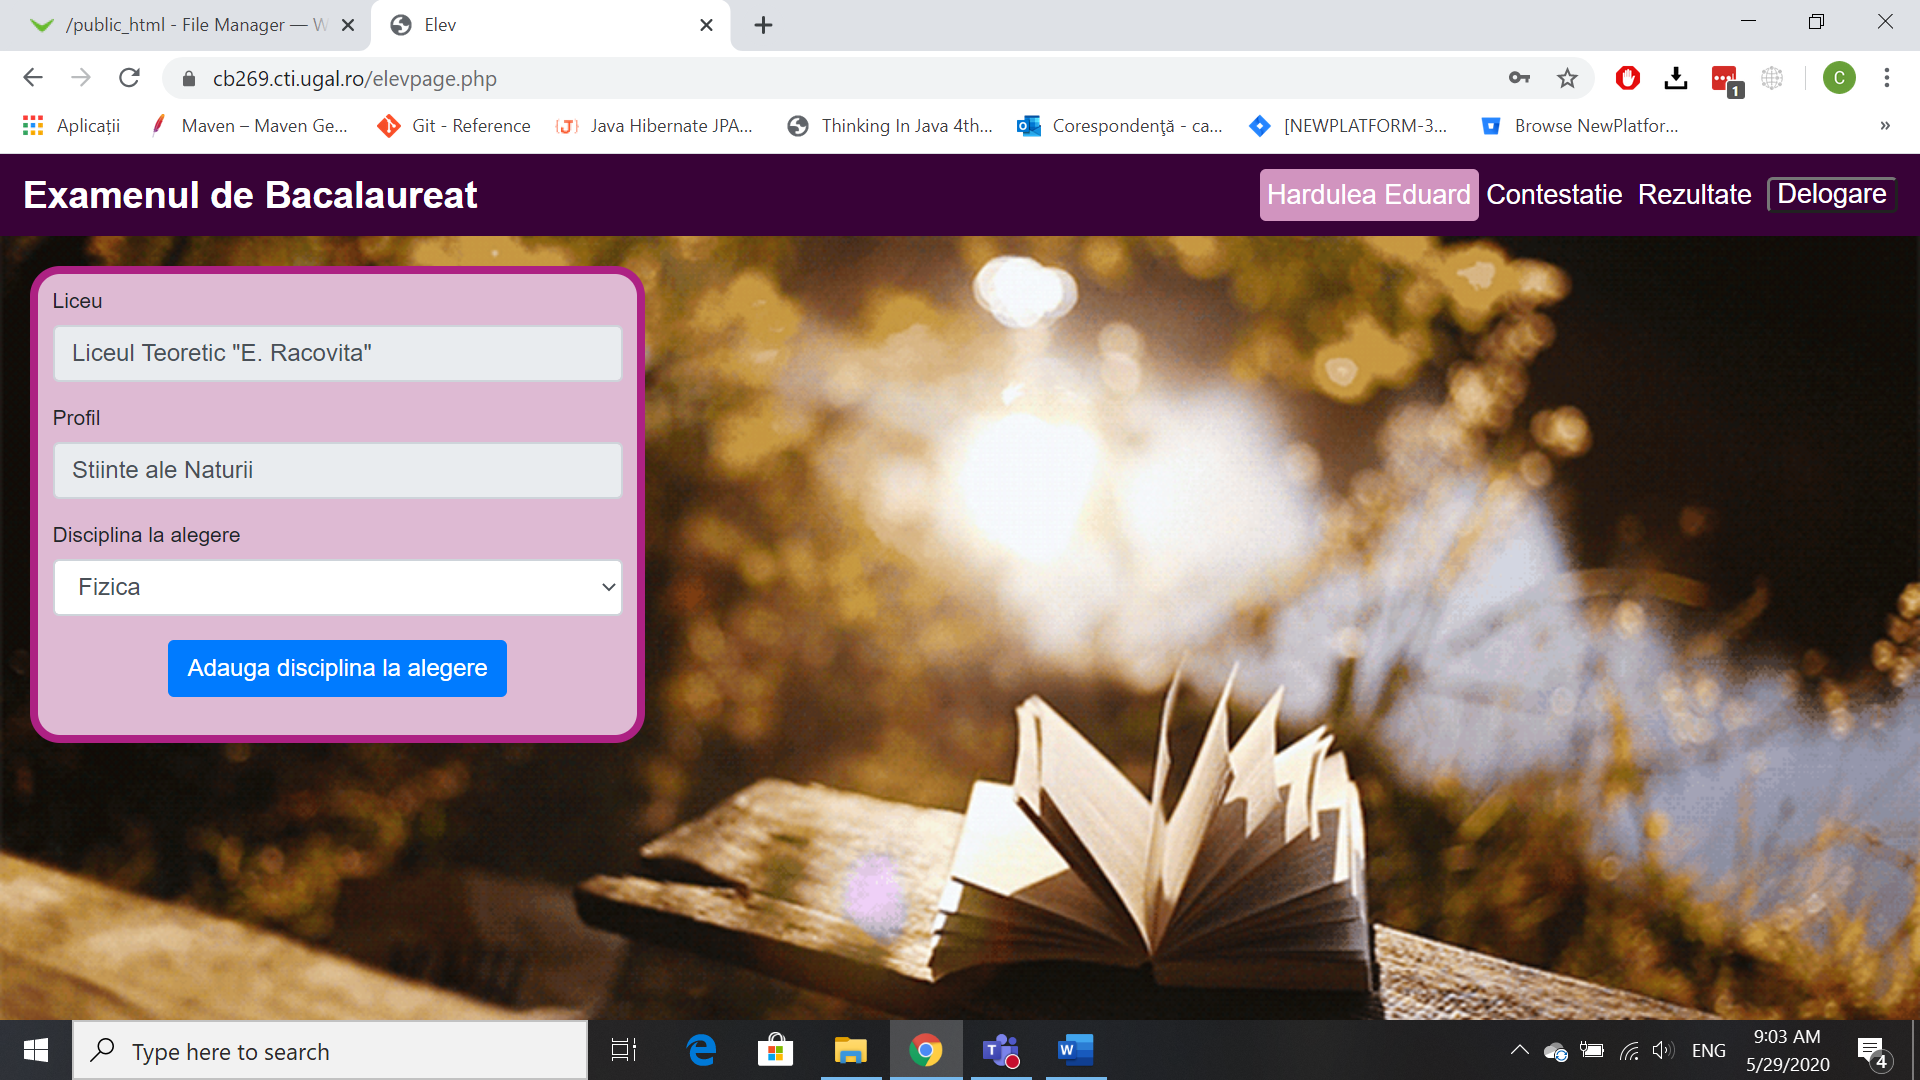 /public_html - File Manager — W
Elev
cb269.cti.ugal.ro/elevpage.php
1
C
Aplicații
Maven – Maven Ge...
Git - Reference
Java Hibernate JPA...
Thinking In Java 4th...
Corespondenţă - ca...
[NEWPLATFORM-3...
Browse NewPlatfor...
»
Examenul de Bacalaureat
Hardulea Eduard
Contestatie
Rezultate
Delogare
Liceu
Liceul Teoretic "E. Racovita"
Profil
Stiinte ale Naturii
Disciplina la alegere
Fizica
Adauga disciplina la alegere
Type here to search
ENG
9:03 AM
5/29/2020
4